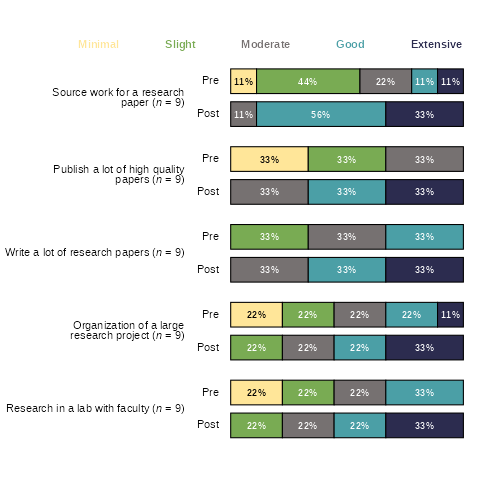 Minimal Slight Moderate Good Extensive
Pre 11% 44% 22% 11% 11%
Source work for a research
paper (n = 9)
Post 11% 56% 33%
Pre 33% 33% 33%
Publish a lot of high quality
papers (n = 9)
Post 33% 33% 33%
Pre 33% 33% 33%
Write a lot of research papers (n = 9)
Post 33% 33% 33%
Pre 22% 22% 22% 22% 11%
Organization of a large
research project (n = 9)
Post 22% 22% 22% 33%
Pre 22% 22% 22% 33%
Research in a lab with faculty (n = 9)
Post 22% 22% 22% 33%